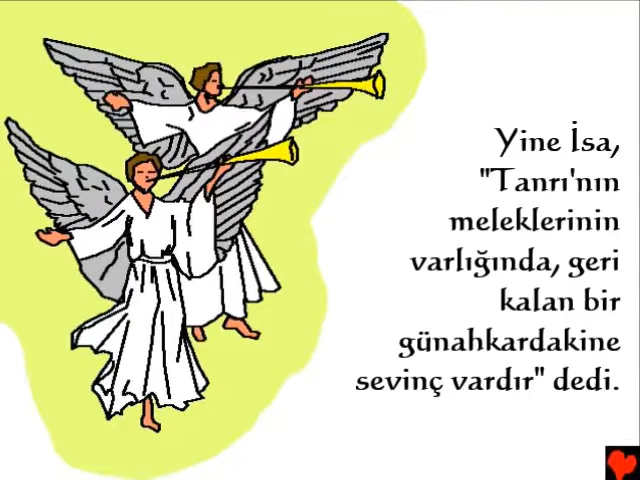 Yine İsa,
"Tanrı'nın
meleklerinin
varlığında, geri
kalan bir
günahkardakine
sevinç vardır" dedi.